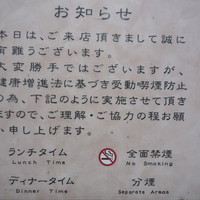 お知らせ
本日は、ご来店頂きまして誠に
有難うございます。
大変勝手ではございますが、
健康増進法に基づき受動喫煙防止
の為、下記のように実施させて頂き
ますので、ご理解・ご協力の程お願
い申し上げます。
ランチタイム 全面禁煙
Lunch Time No Smoking
ディナータイム 分煙
Dinner Time Separate Areas